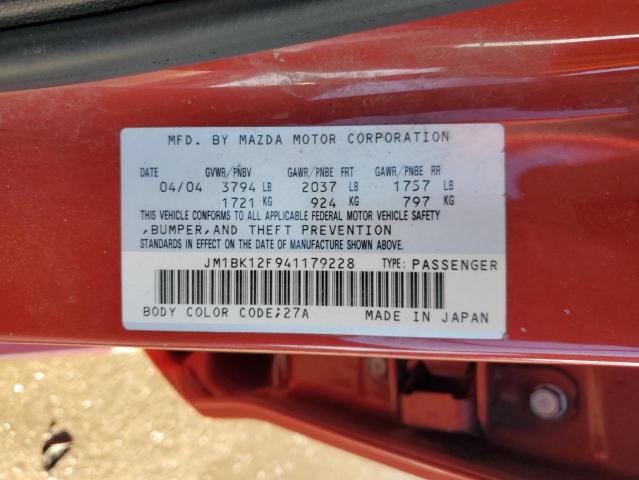 MFD. BY MAZDA MOTOR CORPORATION
DATE GVWR/PNBV GAWR/PNBE FRT GAWR/PNBE RR
04/04 3794 LB 2037 LB 1757 LB
1721 KG 924 KG 797 KG
THIS VEHICLE CONFORMS TO ALL APPLICABLE FEDERAL MOTOR VEHICLE SAFETY
,BUMPER,AND THEFT PREVENTION
STANDARDS IN EFFECT ON THE DATE OF MANUFACTURE SHOWN ABOVE.
JM1BK12F941179228 TYPE: PASSENGER
BODY COLOR CODE;27A MADE IN JAPAN